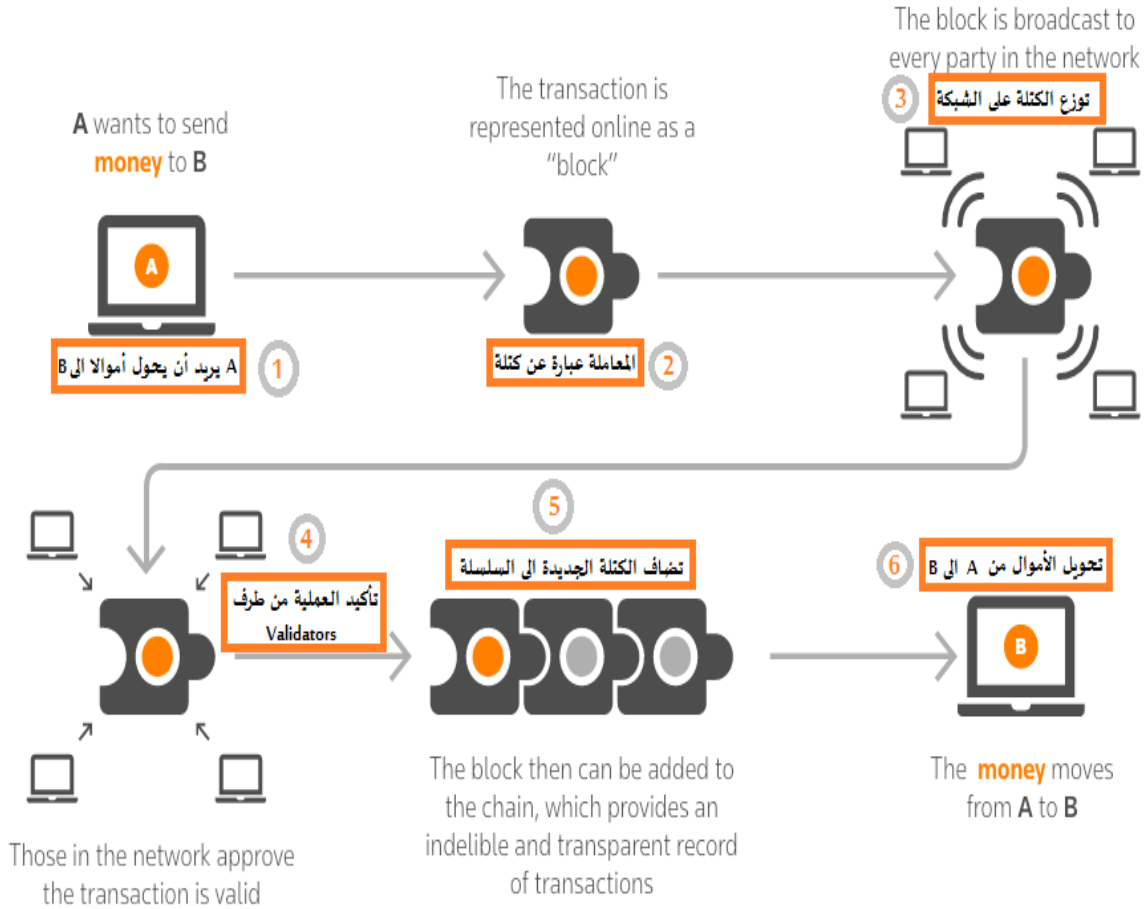 A wants to send
money to B
A
A يريد أن يحول أموالا الى B
1
The transaction is
represented online as a
“block”
المعاملة عبارة عن كتلة
2
The block is broadcast to
every party in the network
3
توزع الكتلة على الشبكة
4
تأكيد العملية من طرف
Validators
Those in the network approve
the transaction is valid
5
تضاف الكتلة الجديدة الى السلسلة
The block then can be added to
the chain, which provides an
indelible and transparent record
of transactions
6
تحويل الأموال من A الى B
B
The money moves
from A to B